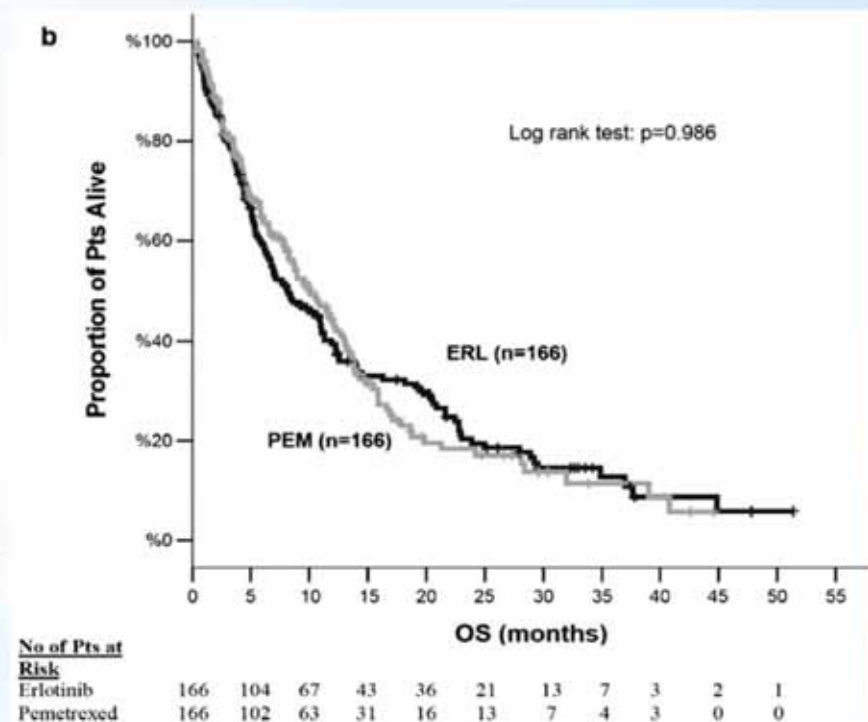 b
%100
%80
%60
%40
%20
%0
Proportion of Pts Alive
Log rank test: p=0.986
ERL (n=166)
PEM (n=166)
0 5 10 15 20 25 30 35 40 45 50 55
OS (months)
No of Pts at
Risk
Erlotinib 166 104 67 43 36 21 13 7 3 2 1
Pemetrexed 166 102 63 31 16 13 7 4 3 0 0